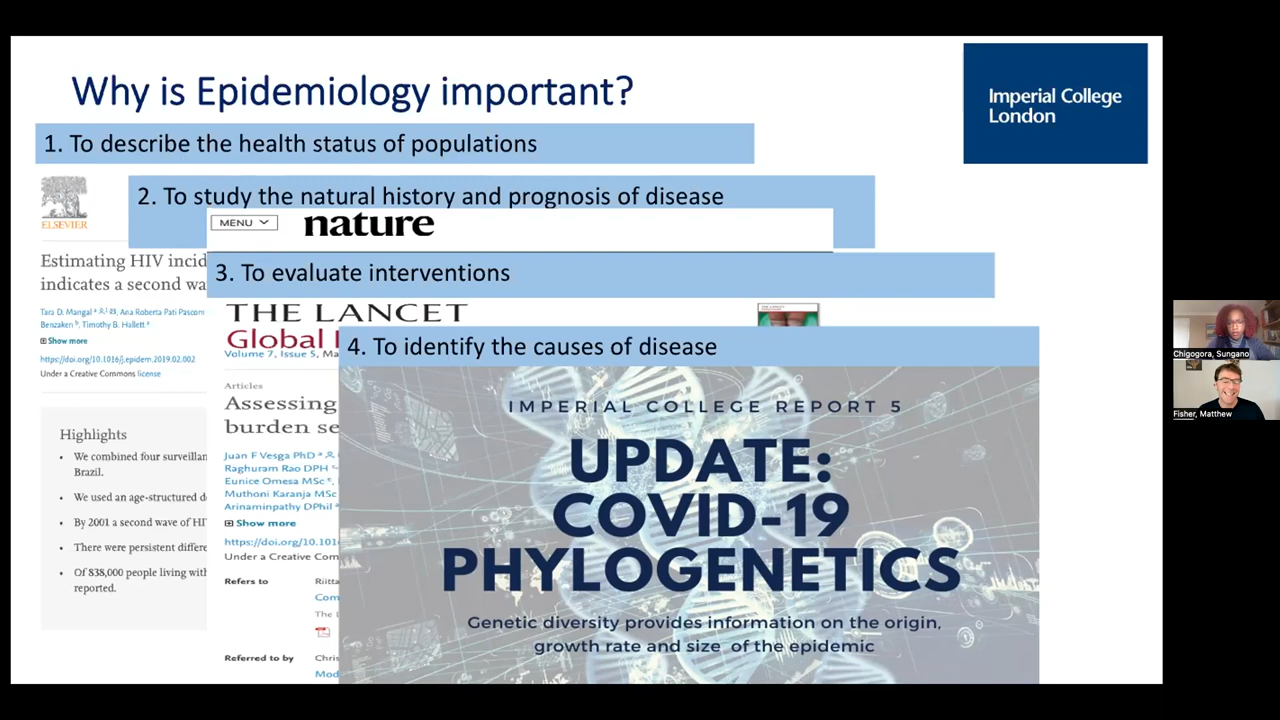 Why is Epidemiology important?
Imperial College
London
1. To describe the health status of populations
2. To study the natural history and prognosis of disease
ELSEVIER
MENU
nature
Estimating HIV incid
indicates a second wa
Tara D. Mangal
Ana Roberta Pati Pascom
Benzaken
Timothy B. Hallett
Show more
https://doi.org/10.1016/j.epidem.2019.02.002
Under a Creative Commons license
Highlights
• We combined four surveillan
Brazil.
• We used an age-structured de
• By 2001 a second wave of HI
• There were persistent differe
• Of 838,000 people living with
reported.
3. To evaluate interventions
THE LANCET
Global
Volume 7, Issue 5, Ma
Articles
Assessing
burden se
Juan F Vesga PhD
Raghuram Rao DPH
Eunice Omesa MSc
Muthoni Karanja MSc
Arinaminpathy DPhil
Show more
https://doi.org/10.101
Under a Creative Com
Refers to
Riitta
Com
The L
Referred to by
Chris
Mod
4. To identify the causes of disease
IMPERIAL COLLEGE REPORT 5
UPDATE:
COVID-19
PHYLOGENETICS
Genetic diversity provides information on the origin,
growth rate and size of the epidemic
Chigogora, Sungano
Fisher, Matthew